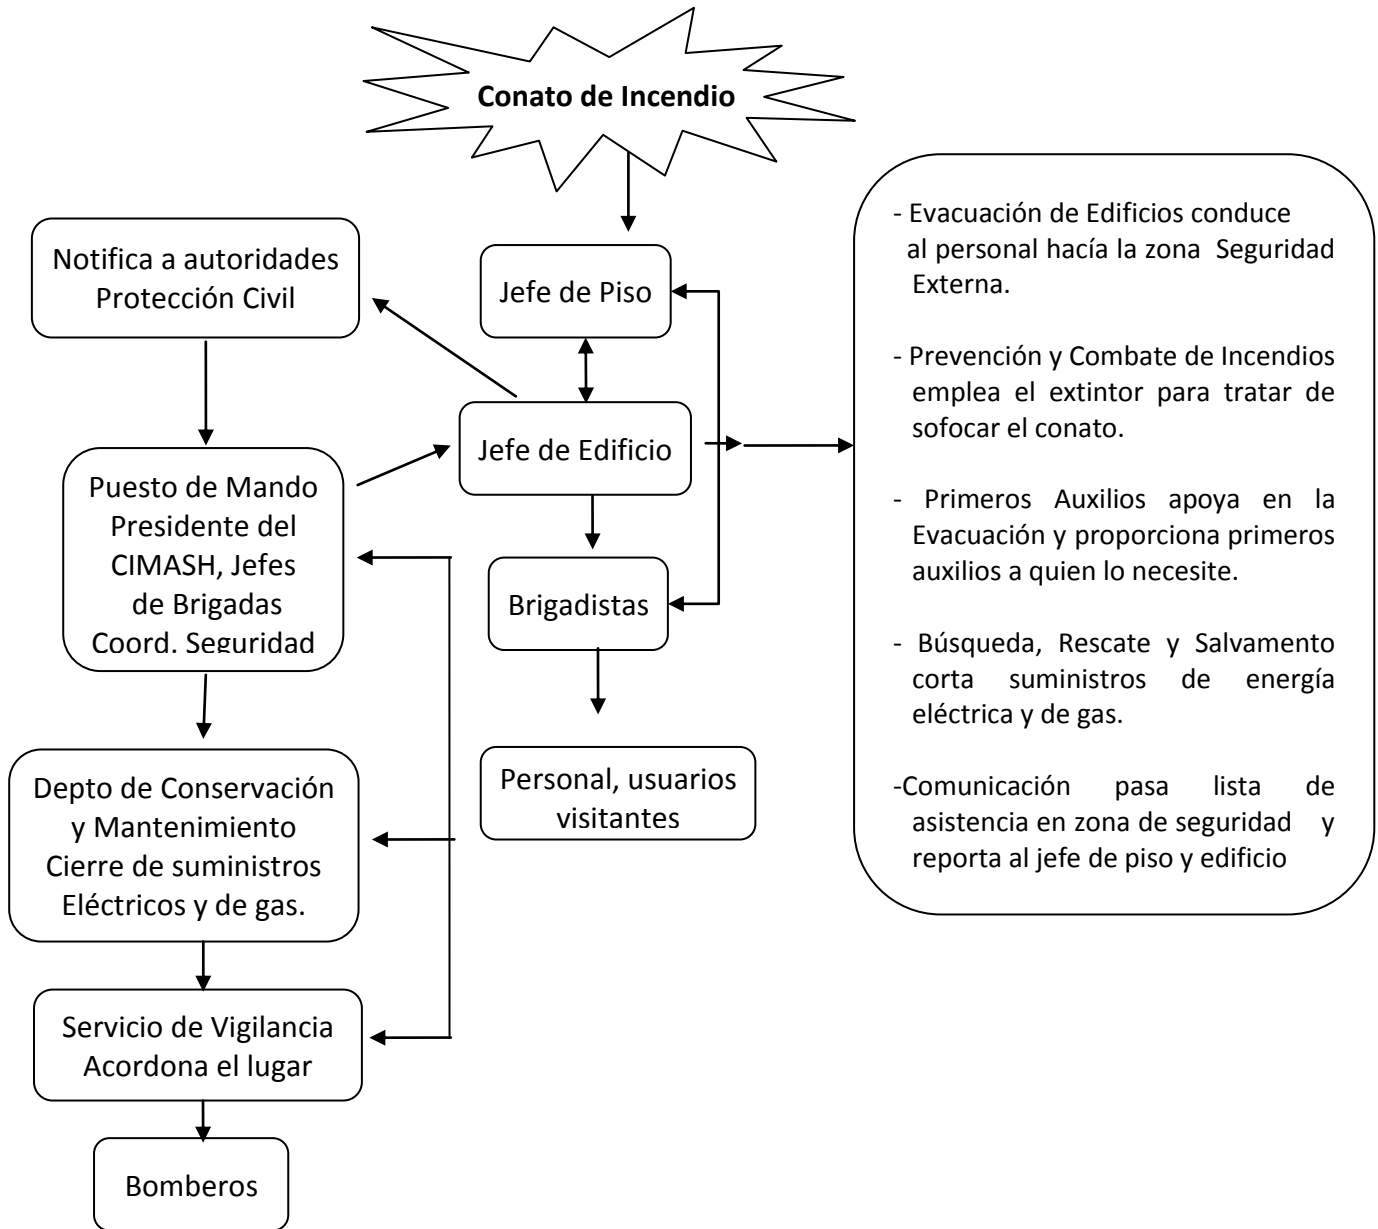 Conato de Incendio
Notifica a autoridades
Protección Civil
Jefe de Piso
Jefe de Edificio
Puesto de Mando
Presidente del
CIMASH, Jefes
de Brigadas
Coord. Seguridad
Brigadistas
Personal, usuarios
visitantes
Depto de Conservación
y Mantenimiento
Cierre de suministros
Eléctricos y de gas.
Servicio de Vigilancia
Acordona el lugar
Bomberos
- Evacuación de Edificios conduce
al personal hacía la zona Seguridad
Externa.
- Prevención y Combate de Incendios
emplea el extintor para tratar de
sofocar el conato.
- Primeros Auxilios apoya en la
Evacuación y proporciona primeros
auxilios a quien lo necesite.
- Búsqueda, Rescate y Salvamento
corta suministros de energía
eléctrica y de gas.
-Comunicación pasa lista de
asistencia en zona de seguridad y
reporta al jefe de piso y edificio